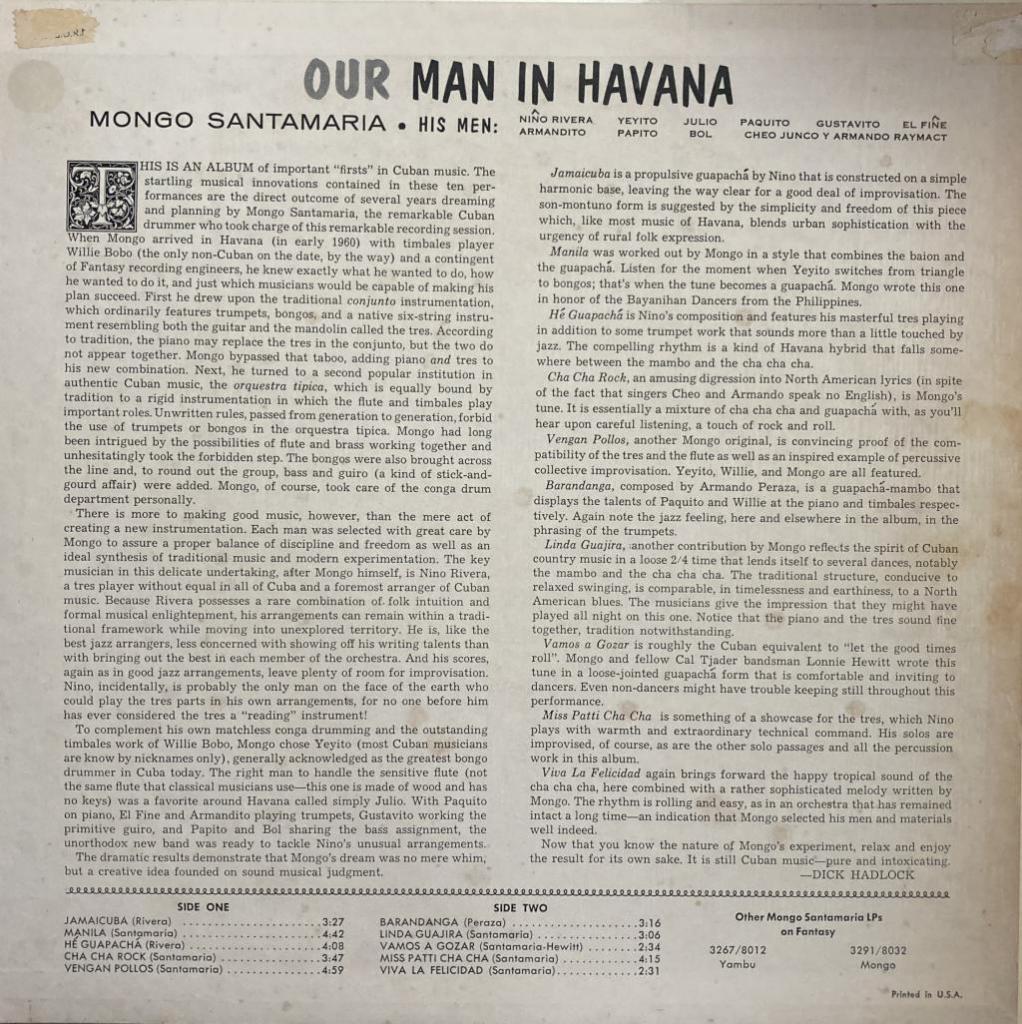 OUR MAN IN HAVANA
MONGO SANTAMARIA • HIS MEN:
NIÑO RIVERA YEYITO JULIO PAQUITO GUSTAVITO EL FIÑE
ARMANDITO PAPITO BOL CHEO JUNCO Y ARMANDO RAYMACT
THIS IS AN ALBUM of important "firsts" in Cuban music. The
startling musical innovations contained in these ten per-
formances are the direct outcome of several years dreaming
and planning by Mongo Santamaria, the remarkable Cuban
drummer who took charge of this remarkable recording session.
When Mongo arrived in Havana (in early 1960) with timbales player
Willie Bobo (the only non-Cuban on the date, by the way) and a contingent
of Fantasy recording engineers, he knew exactly what he wanted to do, how
he wanted to do it, and just which musicians would be capable of making his
plan succeed. First he drew upon the traditional conjunto instrumentation,
which ordinarily features trumpets, bongos, and a native six-string instru-
ment resembling both the guitar and the mandolin called the tres. According
to tradition, the piano may replace the tres in the conjunto, but the two do
not appear together. Mongo bypassed that taboo, adding piano and tres to
his new combination. Next, he turned to a second popular institution in
authentic Cuban music, the orquestra tipica, which is equally bound by
tradition to a rigid instrumentation in which the flute and timbales play
important roles. Unwritten rules, passed from generation to generation, forbid
the use of trumpets or bongos in the orquestra tipica. Mongo had long
been intrigued by the possibilities of flute and brass working together and
unhesitatingly took the forbidden step. The bongos were also brought across
the line and, to round out the group, bass and guiro (a kind of stick-and-
gourd affair) were added. Mongo, of course, took care of the conga drum
department personally.
There is more to making good music, however, than the mere act of
creating a new instrumentation. Each man was selected with great care by
Mongo to assure a proper balance of discipline and freedom as well as an
ideal synthesis of traditional music and modern experimentation. The key
musician in this delicate undertaking, after Mongo himself, is Nino Rivera,
a tres player without equal in all of Cuba and a foremost arranger of Cuban
music. Because Rivera possesses a rare combination of folk intuition and
formal musical enlightenment, his arrangements can remain within a tradi-
tional framework while moving into unexplored territory. He is, like the
best jazz arrangers, less concerned with showing off his writing talents than
with bringing out the best in each member of the orchestra. And his scores,
again as in good jazz arrangements, leave plenty of room for improvisation.
Nino, incidentally, is probably the only man on the face of the earth who
could play the tres parts in his own arrangements, for no one before him
has ever considered the tres a "reading" instrument!
To complement his own matchless conga drumming and the outstanding
timbales work of Willie Bobo, Mongo chose Yeyito (most Cuban musicians
are know by nicknames only), generally acknowledged as the greatest bongo
drummer in Cuba today. The right man to handle the sensitive flute (not
the same flute that classical musicians use—this one is made of wood and has
no keys) was a favorite around Havana called simply Julio. With Paquito
on piano, El Fine and Armandito playing trumpets, Gustavito working the
primitive guiro, and Papito and Bol sharing the bass assignment, the
unorthodox new band was ready to tackle Nino's unusual arrangements.
The dramatic results demonstrate that Mongo's dream was no mere whim,
but a creative idea founded on sound musical judgment.
Jamaicuba is a propulsive guapachá by Nino that is constructed on a simple
harmonic base, leaving the way clear for a good deal of improvisation. The
son-montuno form is suggested by the simplicity and freedom of this piece
which, like most music of Havana, blends urban sophistication with the
urgency of rural folk expression.
Manila was worked out by Mongo in a style that combines the baion and
the guapachá. Listen for the moment when Yeyito switches from triangle
to bongos; that's when the tune becomes a guapachá. Mongo wrote this one
in honor of the Bayanihan Dancers from the Philippines.
Hé Guapachá is Nino's composition and features his masterful tres playing
in addition to some trumpet work that sounds more than a little touched by
jazz. The compelling rhythm is a kind of Havana hybrid that falls some-
where between the mambo and the cha cha cha.
Cha Cha Rock, an amusing digression into North American lyrics (in spite
of the fact that singers Cheo and Armando speak no English), is Mongo's
tune. It is essentially a mixture of cha cha cha and guapachá with, as you'll
hear upon careful listening, a touch of rock and roll.
Vengan Pollos, another Mongo original, is convincing proof of the com-
patibility of the tres and the flute as well as an inspired example of percussive
collective improvisation. Yeyito, Willie, and Mongo are all featured.
Barandanga, composed by Armando Peraza, is a guapachá-mambo that
displays the talents of Paquito and Willie at the piano and timbales respec-
tively. Again note the jazz feeling, here and elsewhere in the album, in the
phrasing of the trumpets.
Linda Guajira, another contribution by Mongo reflects the spirit of Cuban
country music in a loose 2/4 time that lends itself to several dances, notably
the mambo and the cha cha cha. The traditional structure, conducive to
relaxed swinging, is comparable, in timelessness and earthiness, to a North
American blues. The musicians give the impression that they might have
played all night on this one. Notice that the piano and the tres sound fine
together, tradition notwithstanding.
Vamos a Gozar is roughly the Cuban equivalent to "let the good times
roll". Mongo and fellow Cal Tjader bandsman Lonnie Hewitt wrote this
tune in a loose-jointed guapachá form that is comfortable and inviting to
dancers. Even non-dancers might have trouble keeping still throughout this
performance.
Miss Patti Cha Cha is something of a showcase for the tres, which Nino
plays with warmth and extraordinary technical command. His solos are
improvised, of course, as are the other solo passages and all the percussion
work in this album.
Viva La Felicidad again brings forward the happy tropical sound of the
cha cha cha, here combined with a rather sophisticated melody written by
Mongo. The rhythm is rolling and easy, as in an orchestra that has remained
intact a long time—an indication that Mongo selected his men and materials
well indeed.
Now that you know the nature of Mongo's experiment, relax and enjoy
the result for its own sake. It is still Cuban music—pure and intoxicating.
—DICK HADLOCK
SIDE ONE
JAMAICUBA (Rivera) .................... 3:27
MANILA (Santamaria) .................... 4:42
HÉ GUAPACHÁ (Rivera) .................... 4:08
CHA CHA ROCK (Santamaria) .................... 3:47
VENGAN POLLOS (Santamaria) .................... 4:59
SIDE TWO
BARANDANGA (Peraza) .................... 3:16
LINDA GUAJIRA (Santamaria) .................... 3:06
VAMOS A GOZAR (Santamaria-Hewitt) ........ 2:34
MISS PATTI CHA CHA (Santamaria) .......... 4:15
VIVA LA FELICIDAD (Santamaria) ............ 2:31
Other Mongo Santamaria LPs
on Fantasy
3267/8012 3291/8032
Yambu Mongo
Printed in U.S.A.